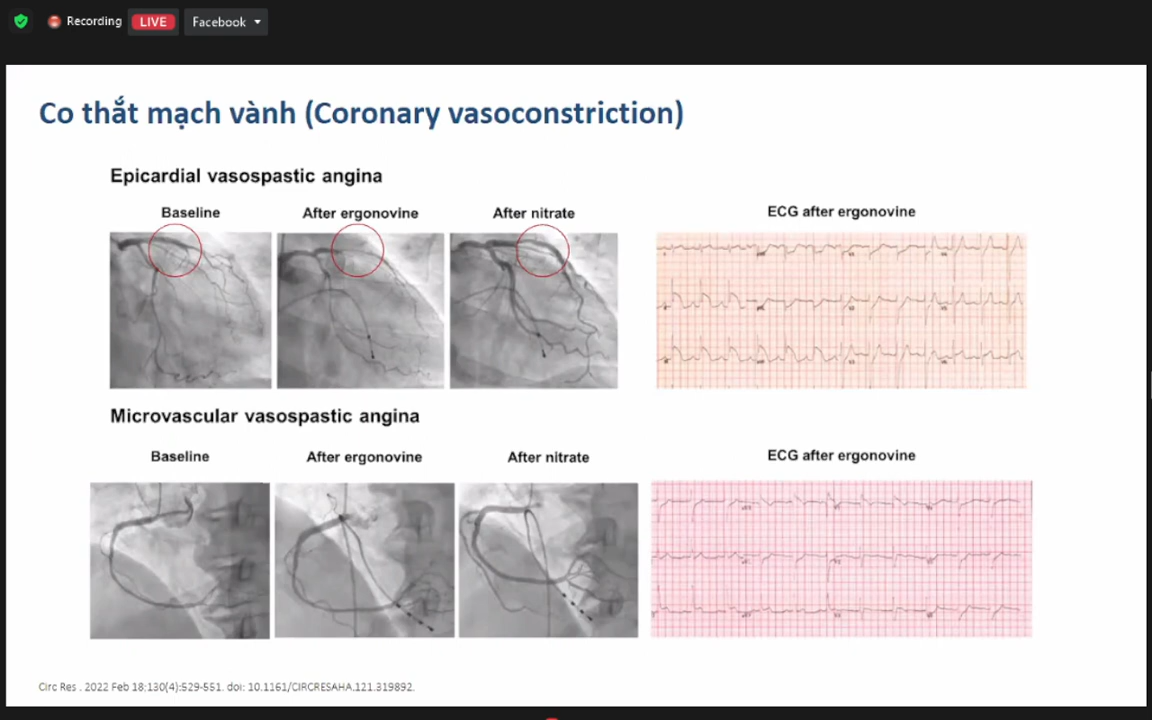 Recording LIVE Facebook
Co thắt mạch vành (Coronary vasoconstriction)
Epicardial vasospastic angina
Baseline After ergonovine After nitrate ECG after ergonovine
Microvascular vasospastic angina
Baseline After ergonovine After nitrate ECG after ergonovine
Circ Res . 2022 Feb 18;130(4):529-551. doi: 10.1161/CIRCRESAHA.121.319892.